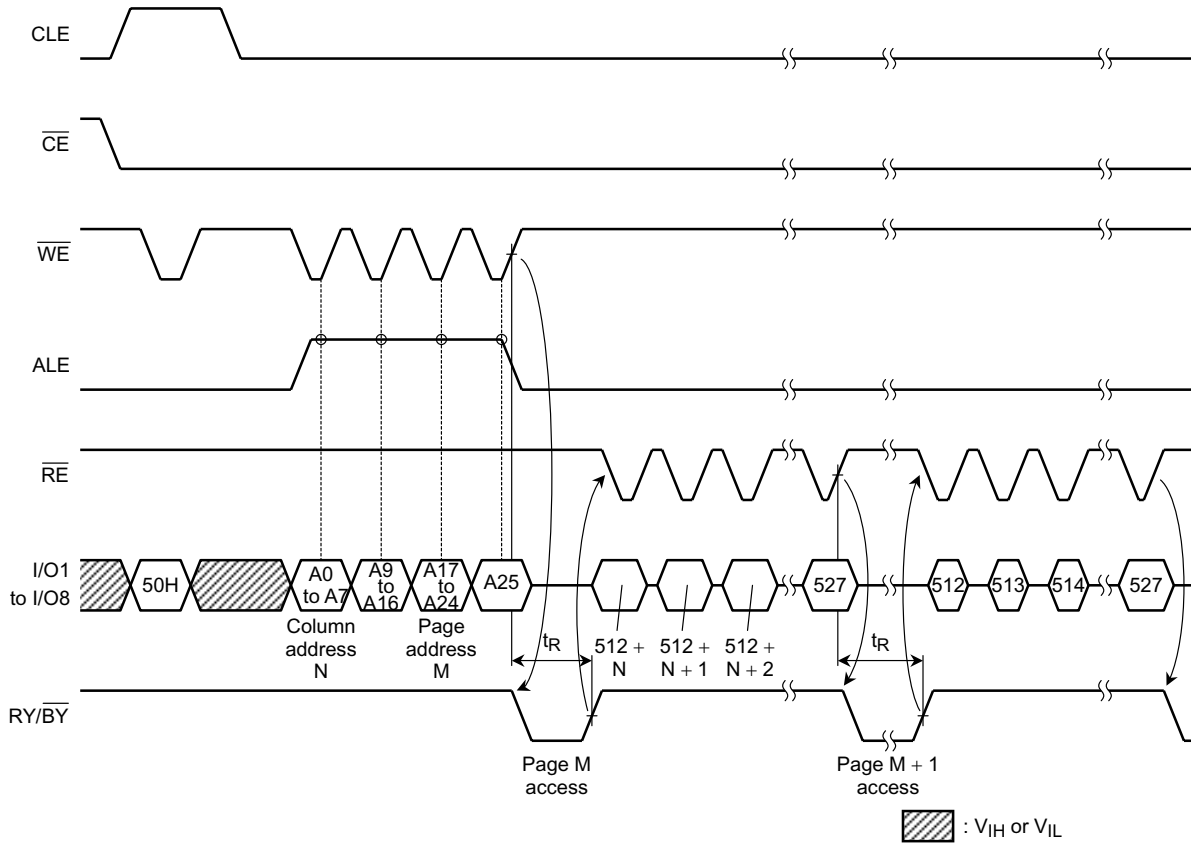 CLE
CE
WE
ALE
RE
I/O1
to I/O8
50H
A0
to A7
A9
to
A16
A17
to
A24
A25
527
512
513
514
527
Column
address
N
Page
address
M
tR
512 +
N
512 +
N + 1
512 +
N + 2
tR
RY/BY
Page M
access
Page M + 1
access
: VIH or VIL